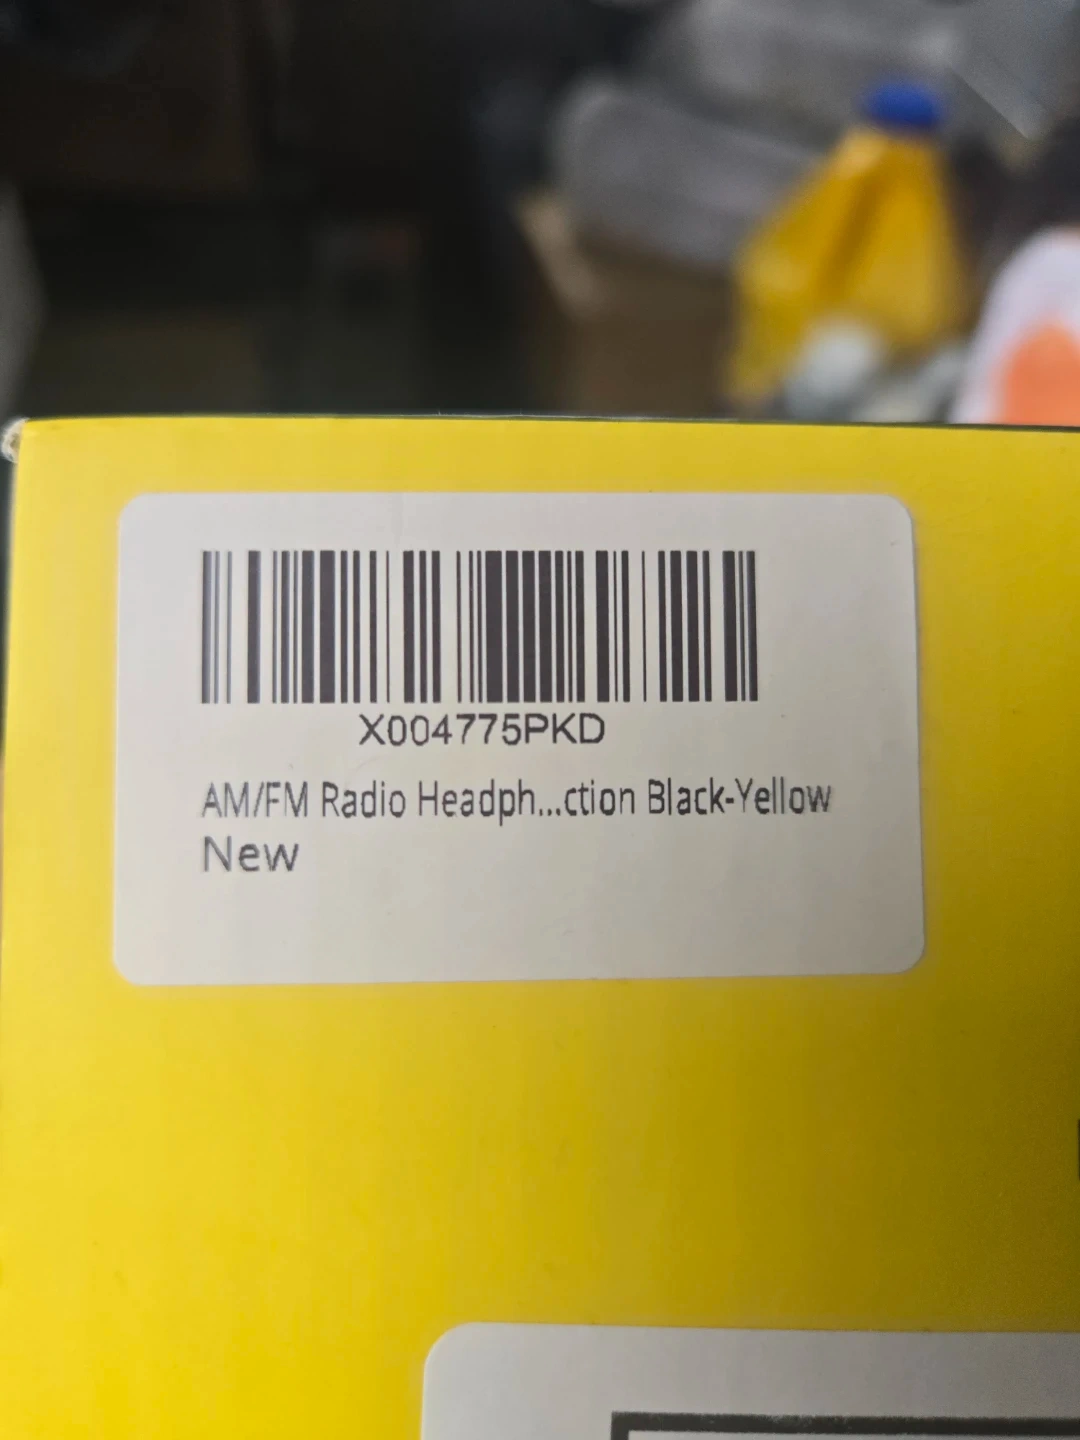 X004775PKD
AM/FM Radio Headph...ction Black-Yellow
New